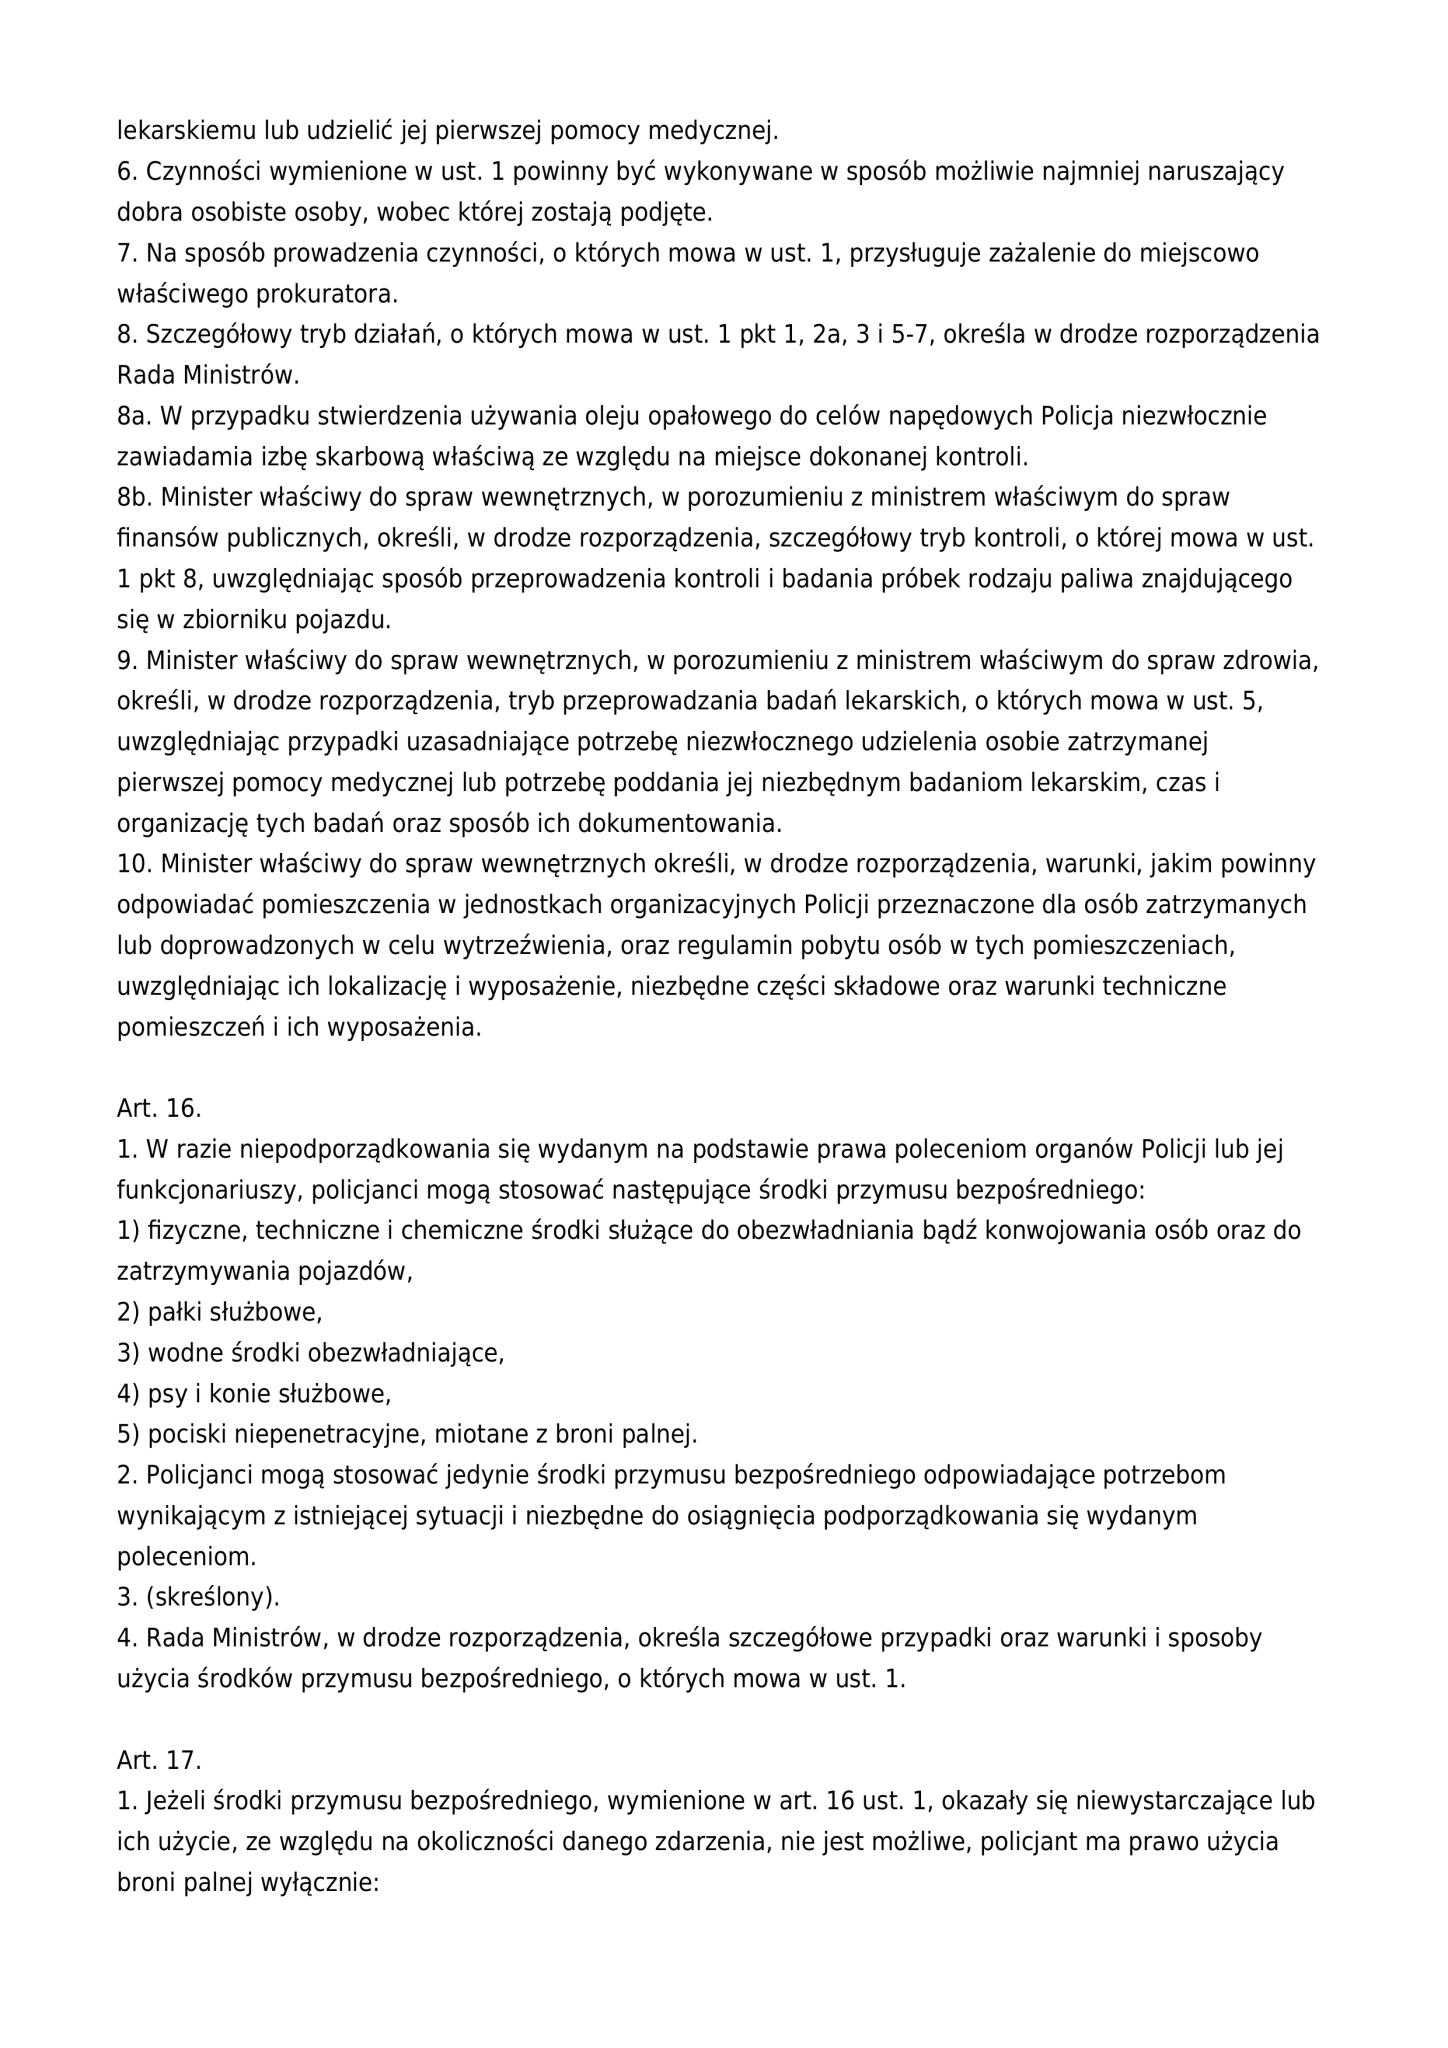 lekarskiemu lub udzielić jej pierwszej pomocy medycznej.
6. Czynności wymienione w ust. 1 powinny być wykonywane w sposób możliwie najmniej naruszający
dobra osobiste osoby, wobec której zostają podjęte.
7. Na sposób prowadzenia czynności, o których mowa w ust. 1, przysługuje zażalenie do miejscowo
właściwego prokuratora.
8. Szczegółowy tryb działań, o których mowa w ust. 1 pkt 1, 2a, 3 i 5-7, określa w drodze rozporządzenia
Rada Ministrów.
8a. W przypadku stwierdzenia używania oleju opałowego do celów napędowych Policja niezwłocznie
zawiadamia izbę skarbową właściwą ze względu na miejsce dokonanej kontroli.
8b. Minister właściwy do spraw wewnętrznych, w porozumieniu z ministrem właściwym do spraw
finansów publicznych, określi, w drodze rozporządzenia, szczegółowy tryb kontroli, o której mowa w ust.
1 pkt 8, uwzględniając sposób przeprowadzenia kontroli i badania próbek rodzaju paliwa znajdującego
się w zbiorniku pojazdu.
9. Minister właściwy do spraw wewnętrznych, w porozumieniu z ministrem właściwym do spraw zdrowia,
określi, w drodze rozporządzenia, tryb przeprowadzania badań lekarskich, o których mowa w ust. 5,
uwzględniając przypadki uzasadniające potrzebę niezwłocznego udzielenia osobie zatrzymanej
pierwszej pomocy medycznej lub potrzebę poddania jej niezbędnym badaniom lekarskim, czas i
organizację tych badań oraz sposób ich dokumentowania.
10. Minister właściwy do spraw wewnętrznych określi, w drodze rozporządzenia, warunki, jakim powinny
odpowiadać pomieszczenia w jednostkach organizacyjnych Policji przeznaczone dla osób zatrzymanych
lub doprowadzonych w celu wytrzeźwienia, oraz regulamin pobytu osób w tych pomieszczeniach,
uwzględniając ich lokalizację i wyposażenie, niezbędne części składowe oraz warunki techniczne
pomieszczeń i ich wyposażenia.

Art. 16.
1. W razie niepodporządkowania się wydanym na podstawie prawa poleceniom organów Policji lub jej
funkcjonariuszy, policjanci mogą stosować następujące środki przymusu bezpośredniego:
1) fizyczne, techniczne i chemiczne środki służące do obezwładniania bądź konwojowania osób oraz do
zatrzymywania pojazdów,
2) pałki służbowe,
3) wodne środki obezwładniające,
4) psy i konie służbowe,
5) pociski niepenetracyjne, miotane z broni palnej.
2. Policjanci mogą stosować jedynie środki przymusu bezpośredniego odpowiadające potrzebom
wynikającym z istniejącej sytuacji i niezbędne do osiągnięcia podporządkowania się wydanym
poleceniom.
3. (skreślony).
4. Rada Ministrów, w drodze rozporządzenia, określa szczegółowe przypadki oraz warunki i sposoby
użycia środków przymusu bezpośredniego, o których mowa w ust. 1.

Art. 17.
1. Jeżeli środki przymusu bezpośredniego, wymienione w art. 16 ust. 1, okazały się niewystarczające lub
ich użycie, ze względu na okoliczności danego zdarzenia, nie jest możliwe, policjant ma prawo użycia
broni palnej wyłącznie: